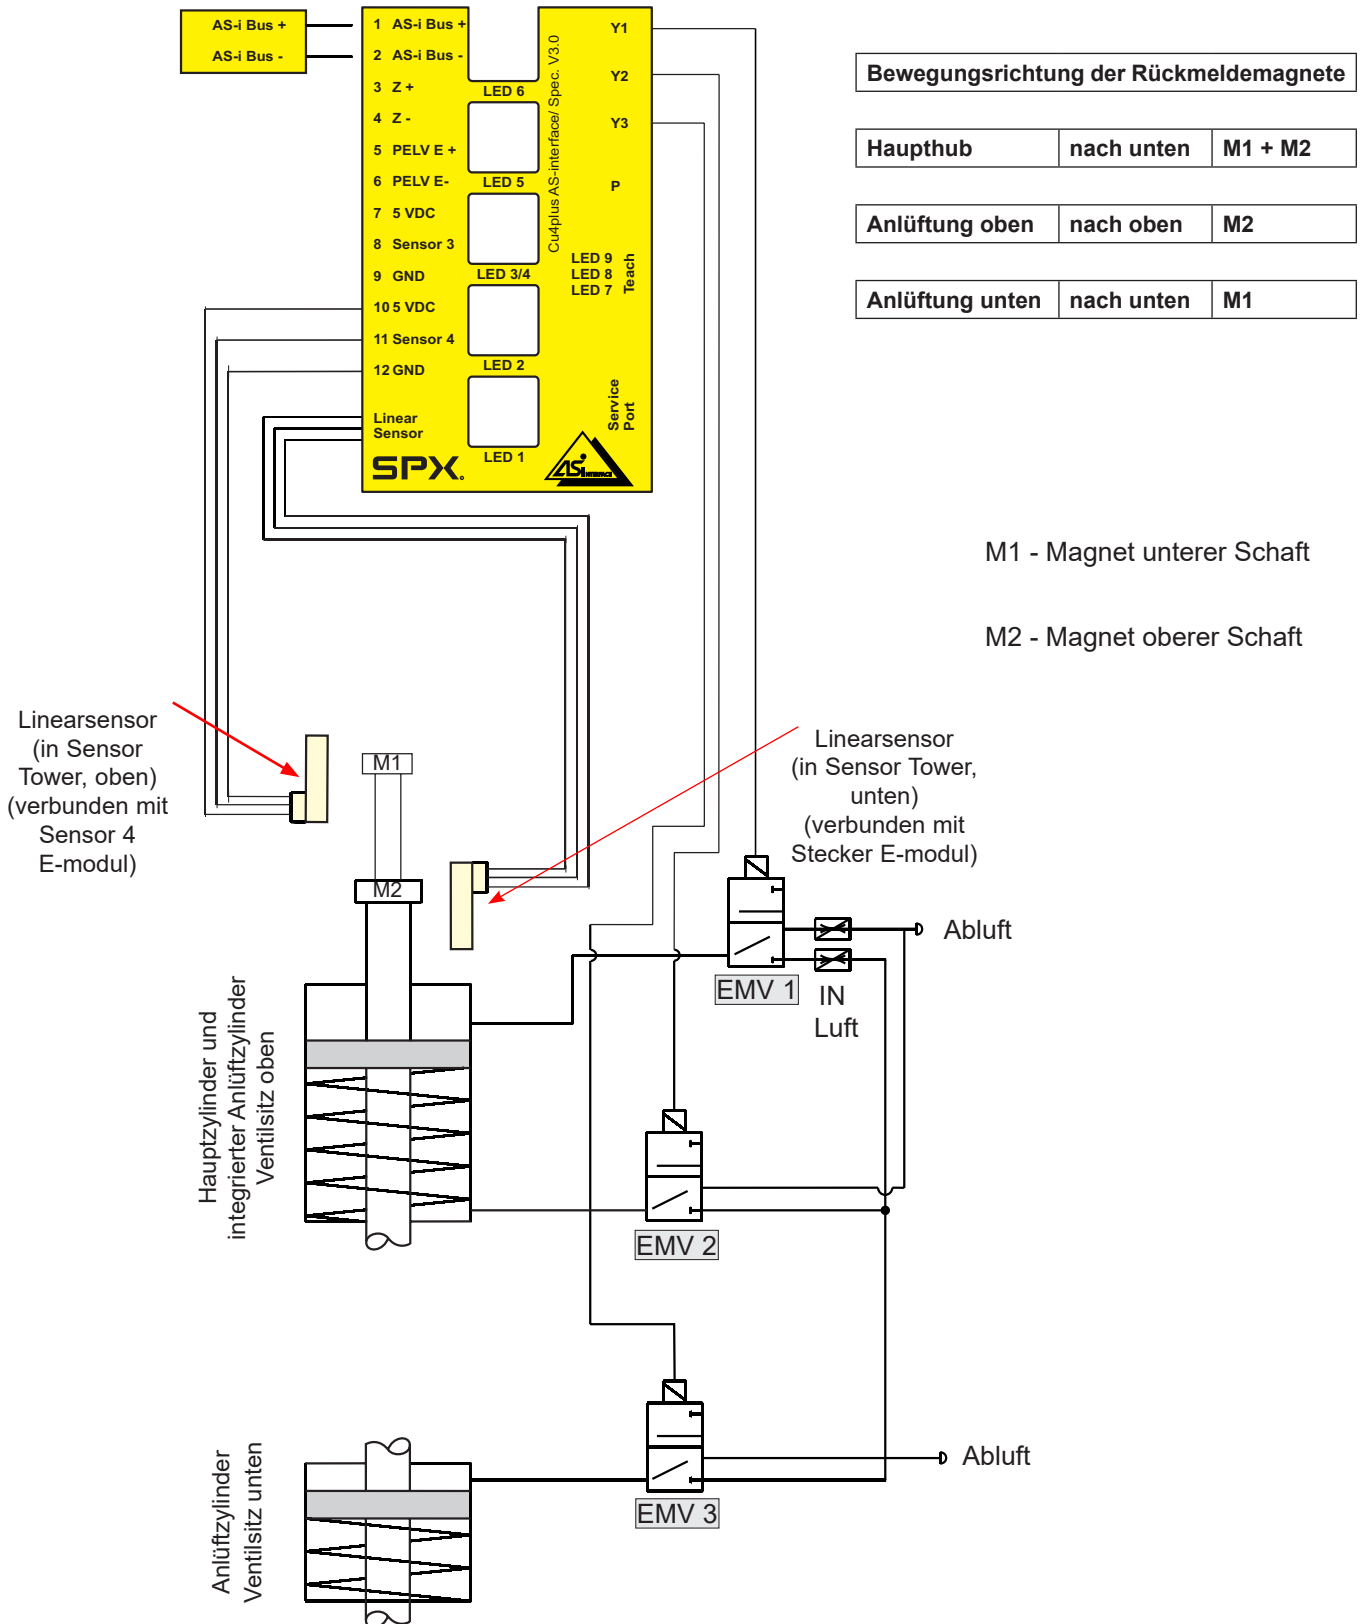 AS-i Bus +
AS-i Bus -
1 AS-i Bus +
2 AS-i Bus -
3 Z +
4 Z -
5 PELV E +
6 PELV E-
7 5 VDC
8 Sensor 3
9 GND
10 5 VDC
11 Sensor 4
12 GND
Linear
Sensor
SPX
LED 6
LED 5
LED 3/4
LED 2
LED 1
Cu4plus AS-interface/ Spec. V3.0
Y1
Y2
Y3
P
LED 9
LED 8
LED 7
Teach
Service
Port
ASi INTERFACE
Bewegungsrichtung der Rückmeldemagnete
Haupthub nach unten M1 + M2
Anlüftung oben nach oben M2
Anlüftung unten nach unten M1
M1 - Magnet unterer Schaft
M2 - Magnet oberer Schaft
Linearsensor
(in Sensor
Tower, oben)
(verbunden mit
Sensor 4
E-modul)
M1
M2
Linearsensor
(in Sensor Tower,
unten)
(verbunden mit
Stecker E-modul)
Abluft
EMV 1
IN
Luft
Hauptzylinder und
integrierter Anlüftzylinder
Ventilsitz oben
EMV 2
Abluft
EMV 3
Anlüftzylinder
Ventilsitz unten